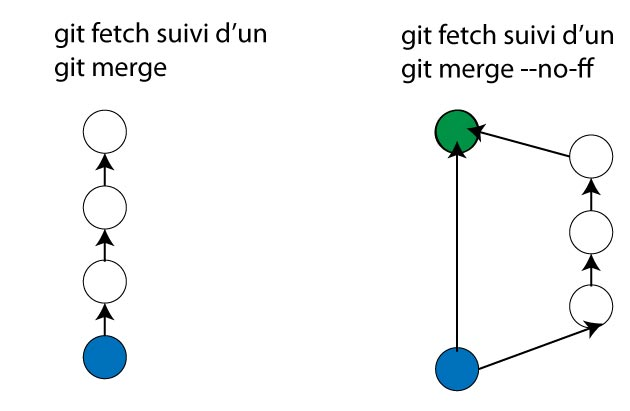 git fetch suivi d’un
git merge
git fetch suivi d’un
git merge --no-ff